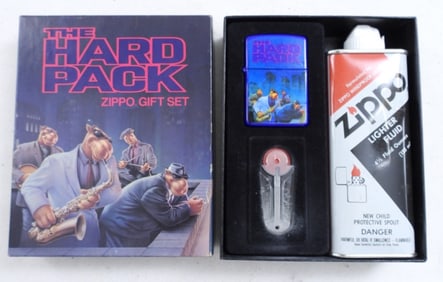 THE
HARD
PACK
ZIPPO GIFT SET
THE
HARD
PACK
zippo
LIGHTER
FLUID
NEW CHILD
PROTECTIVE SPOUT
DANGER